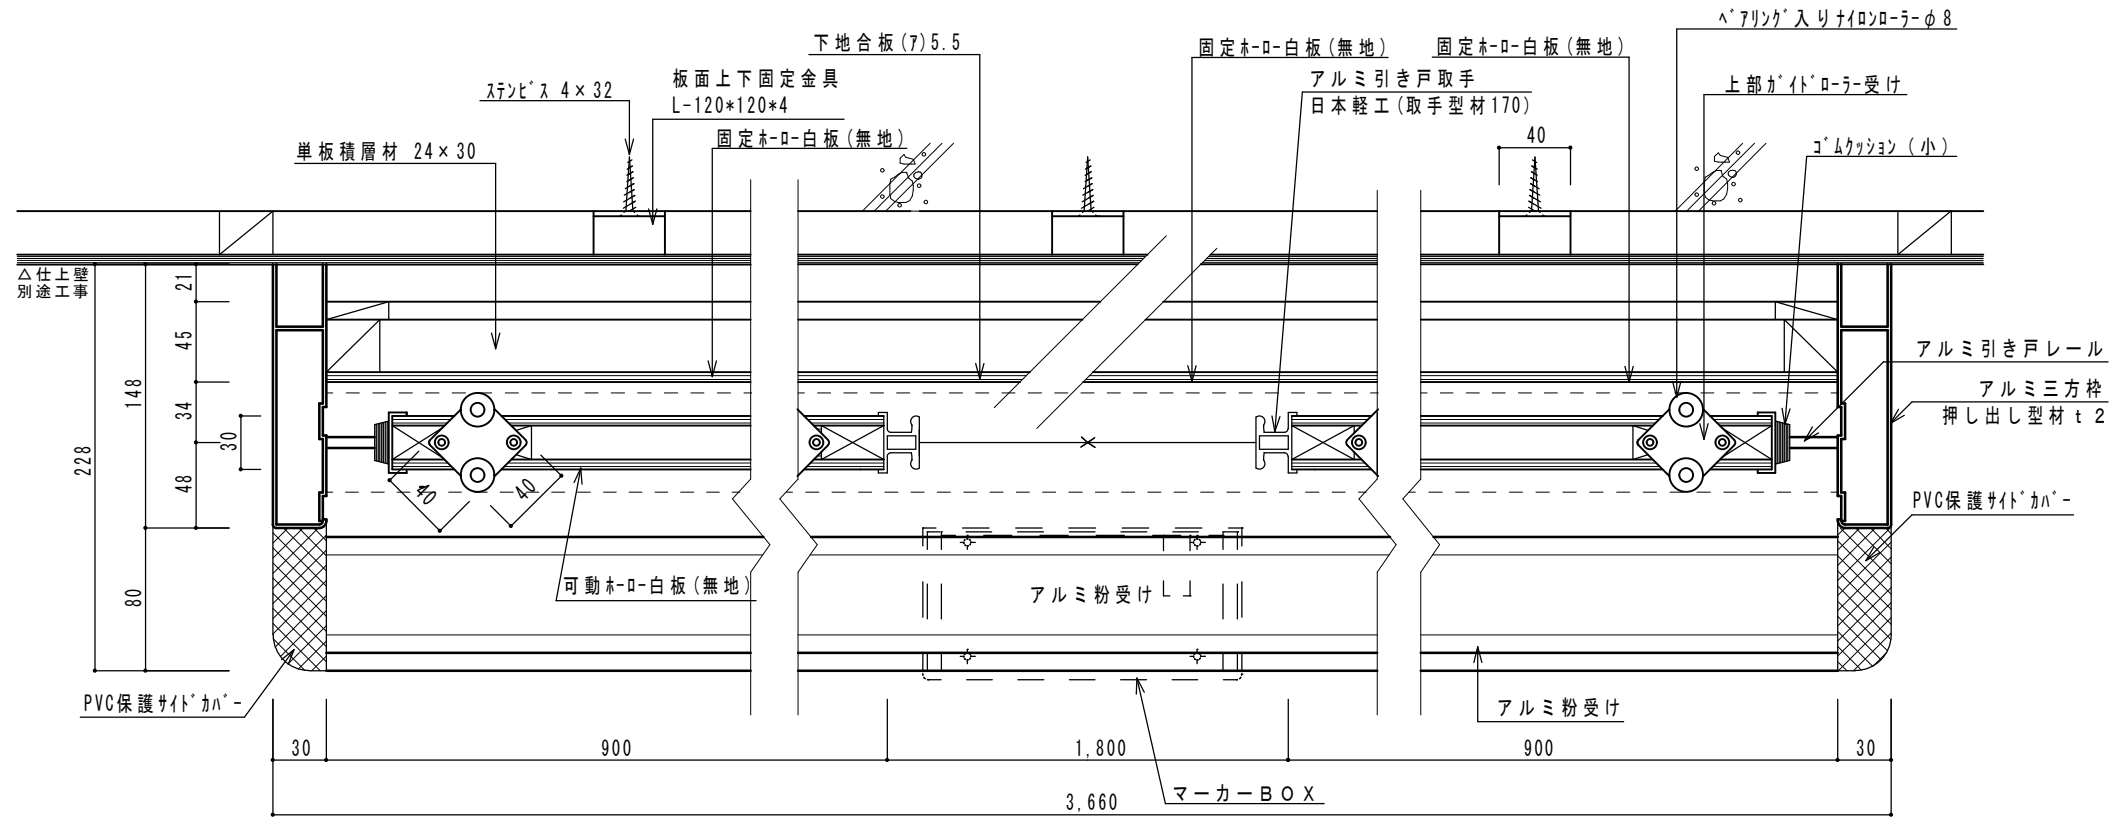 ﾍﾞｱﾘﾝｸﾞ入りﾅｲﾛﾝﾛｰﾗｰφ8
下地合板(ｱ)5.5
固定ﾎｰﾛｰ白板(無地)
固定ﾎｰﾛｰ白板(無地)
板面上下固定金具
L-120*120*4
アルミ引き戸取手
日本軽工(取手型材170)
上部ｶﾞｲﾄﾞﾛｰﾗｰ受け
ｽﾃﾝﾋﾞｽ 4×32
固定ﾎｰﾛｰ白板(無地)
40
ｺﾞﾑｸｯｼｮﾝ(小)
単板積層材 24×30
△仕上壁
別途工事
21
45
34
48
30
148
228
80
40
40
アルミ引き戸レール
アルミ三方枠
押し出し型材t2
PVC保護ｻｲﾄﾞｶﾊﾞｰ
可動ﾎｰﾛｰ白板(無地)
アルミ粉受け
PVC保護ｻｲﾄﾞｶﾊﾞｰ
アルミ粉受け
30
900
1,800
900
30
マーカーBOX
3,660